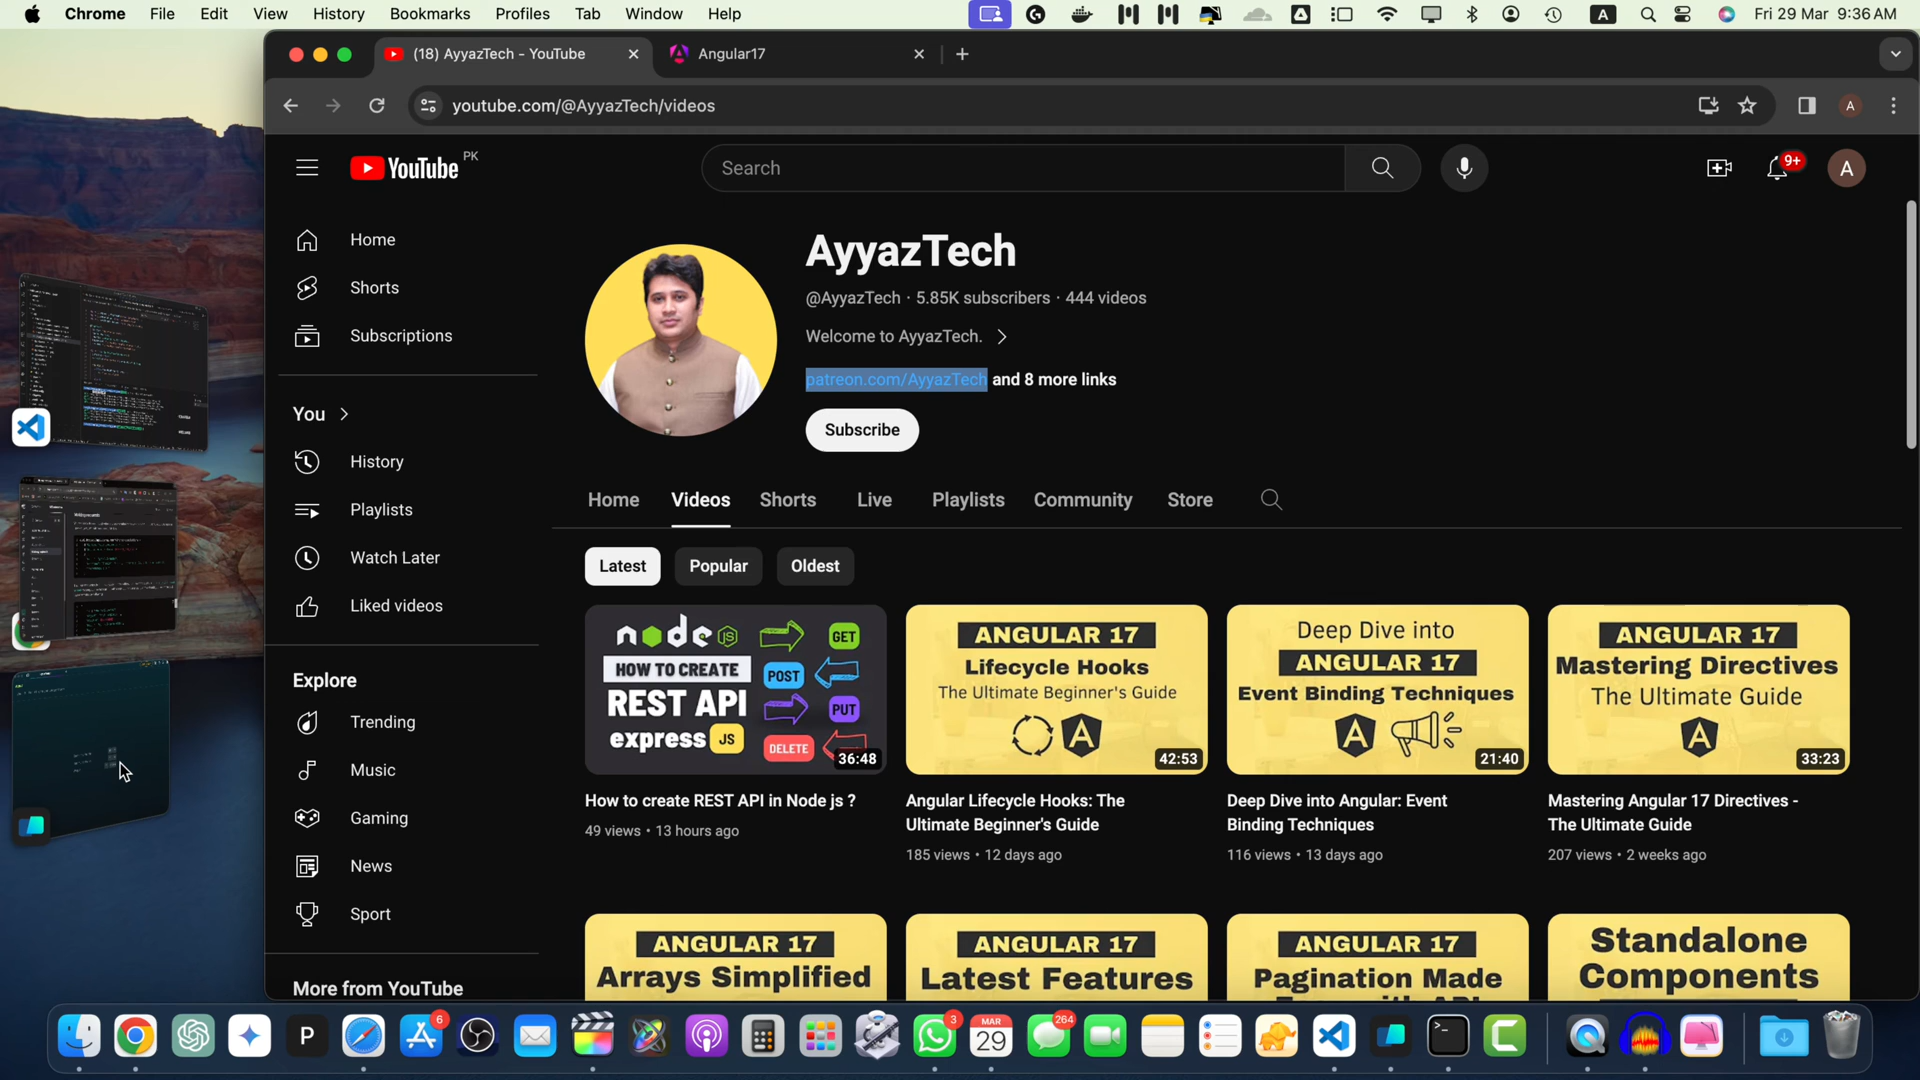 Chrome File Edit View History Bookmarks Profiles Tab Window Help
A
Fri 29 Mar 9:36 AM
(18) AyyazTech - YouTube
Angular17
youtube.com/@AyyazTech/videos
A
YouTube PK
Search
9+
A
Home
Shorts
Subscriptions
You
History
Playlists
Watch Later
Liked videos
Explore
Trending
Music
Gaming
News
Sport
More from YouTube
AyyazTech
@AyyazTech · 5.85K subscribers · 444 videos
Welcome to AyyazTech.
patreon.com/AyyazTech and 8 more links
Subscribe
Home Videos Shorts Live Playlists Community Store
Latest Popular Oldest
node JS
HOW TO CREATE
REST API
express JS
GET
POST
PUT
DELETE
36:48
How to create REST API in Node js ?
49 views · 13 hours ago
ANGULAR 17
Lifecycle Hooks
The Ultimate Beginner's Guide
A
42:53
Angular Lifecycle Hooks: The
Ultimate Beginner's Guide
185 views · 12 days ago
Deep Dive into
ANGULAR 17
Event Binding Techniques
A
21:40
Deep Dive into Angular: Event
Binding Techniques
116 views · 13 days ago
ANGULAR 17
Mastering Directives
The Ultimate Guide
A
33:23
Mastering Angular 17 Directives -
The Ultimate Guide
207 views · 2 weeks ago
ANGULAR 17
Arrays Simplified
ANGULAR 17
Latest Features
ANGULAR 17
Pagination Made
Standalone
Components
P
6
3
MAR
29
264